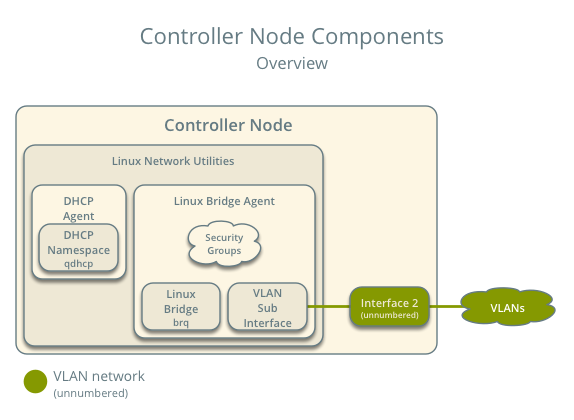 Controller Node Components
Overview
Controller Node
Linux Network Utilities
DHCP
Agent
DHCP
Namespace
qdhcp
Linux Bridge Agent
Security
Groups
Linux
Bridge
brq
VLAN
Sub
Interface
Interface 2
(unnumbered)
VLANs
VLAN network
(unnumbered)